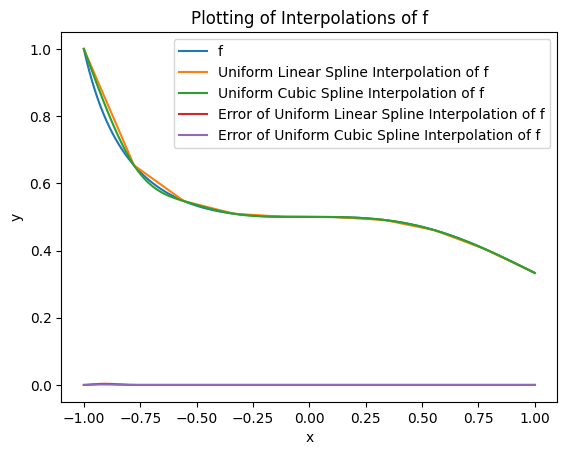 Plotting of Interpolations of f
f
Uniform Linear Spline Interpolation of f
Uniform Cubic Spline Interpolation of f
Error of Uniform Linear Spline Interpolation of f
Error of Uniform Cubic Spline Interpolation of f
y
1.0
0.8
0.6
0.4
0.2
0.0
−1.00 −0.75 −0.50 −0.25 0.00 0.25 0.50 0.75 1.00
x